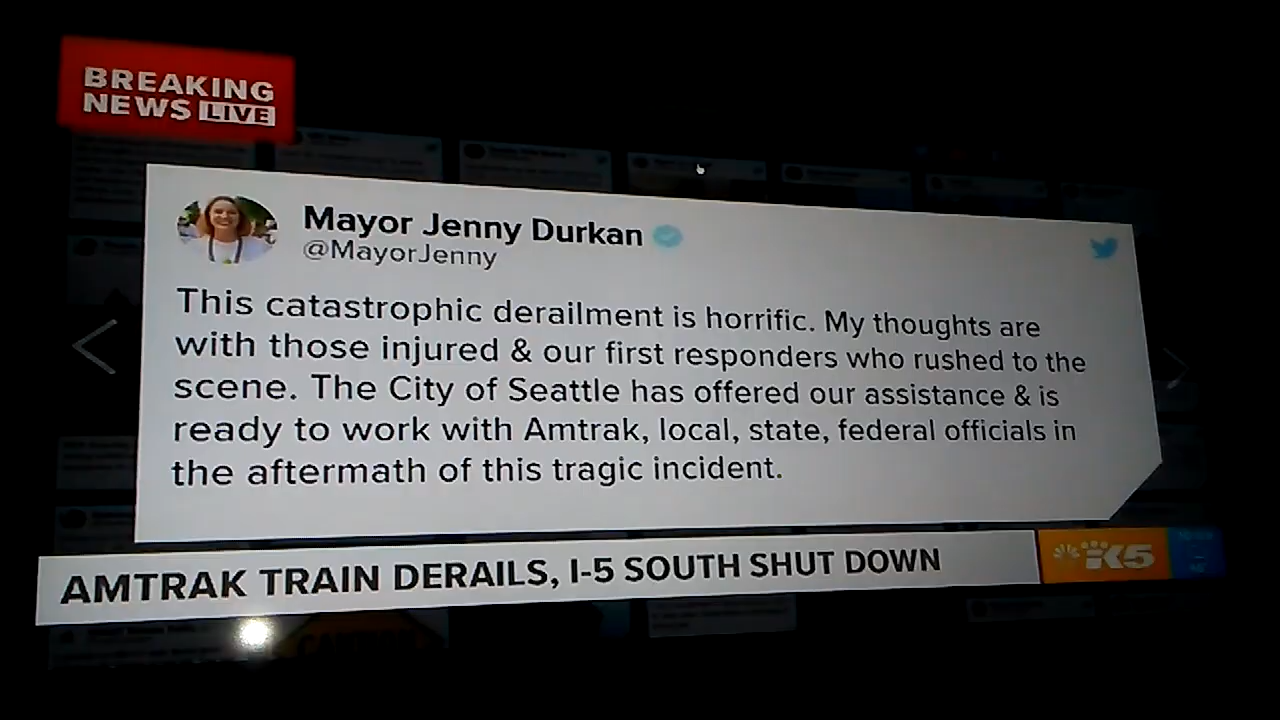 BREAKING
NEWS LIVE
Mayor Jenny Durkan
@MayorJenny
This catastrophic derailment is horrific. My thoughts are
with those injured & our first responders who rushed to the
scene. The City of Seattle has offered our assistance & is
ready to work with Amtrak, local, state, federal officials in
the aftermath of this tragic incident.
AMTRAK TRAIN DERAILS, I-5 SOUTH SHUT DOWN
K5
CAUTION